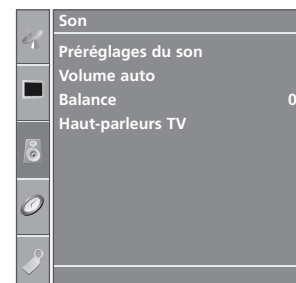 Son
Préréglages du son
Volume auto
Balance 0
Haut-parleurs TV